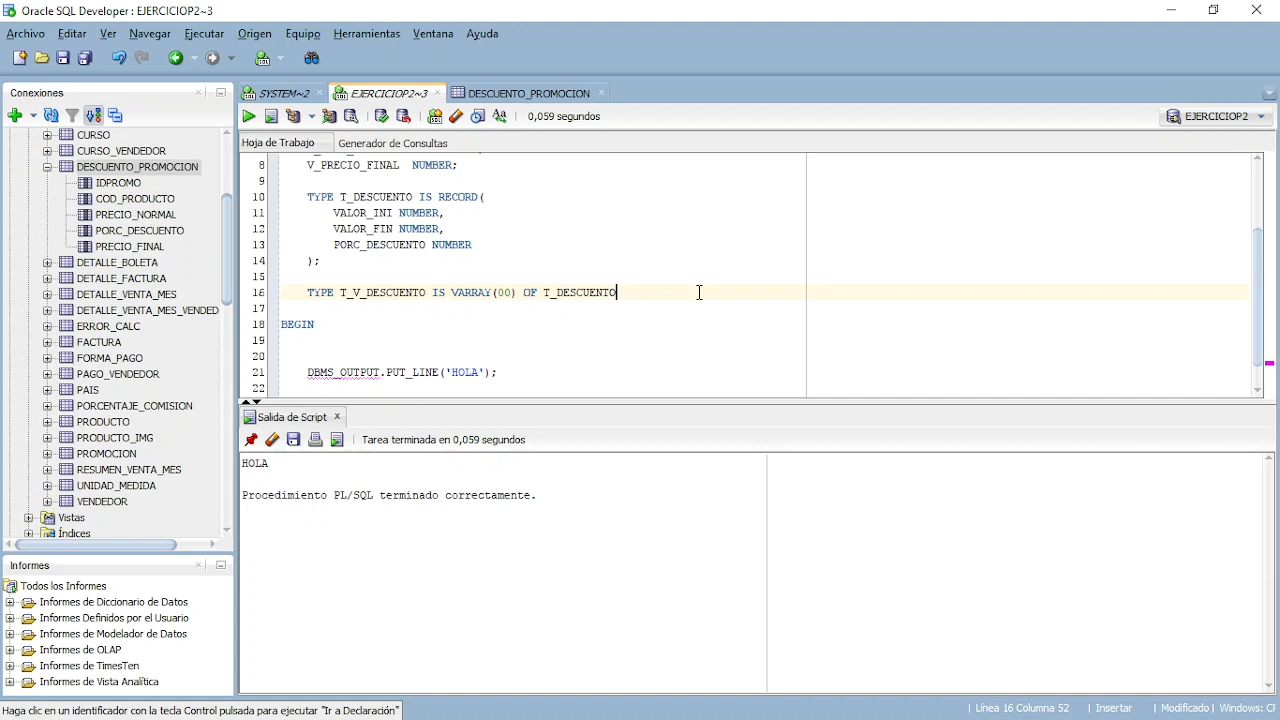 Oracle SQL Developer : EJERCICIOP2~3
Archivo Editar Ver Navegar Ejecutar Origen Equipo Herramientas Ventana Ayuda
Conexiones
SYSTEM~2 EJERCICIOP2~3 DESCUENTO_PROMOCION
0,059 segundos
EJERCICIOP2
Hoja de Trabajo Generador de Consultas
CURSO
CURSO_VENDEDOR
DESCUENTO_PROMOCION
IDPROMO
COD_PRODUCTO
PRECIO_NORMAL
PORC_DESCUENTO
PRECIO_FINAL
DETALLE_BOLETA
DETALLE_FACTURA
DETALLE_VENTA_MES
DETALLE_VENTA_MES_VENDED
ERROR_CALC
FACTURA
FORMA_PAGO
PAGO_VENDEDOR
PAIS
PORCENTAJE_COMISION
PRODUCTO
PRODUCTO_IMG
PROMOCION
RESUMEN_VENTA_MES
UNIDAD_MEDIDA
VENDEDOR
Vistas
Índices
8 V_PRECIO_FINAL NUMBER;
9
10 TYPE T_DESCUENTO IS RECORD(
11 VALOR_INI NUMBER,
12 VALOR_FIN NUMBER,
13 PORC_DESCUENTO NUMBER
14 );
15
16 TYPE T_V_DESCUENTO IS VARRAY(00) OF T_DESCUENTO
17
18 BEGIN
19
20
21 DBMS_OUTPUT.PUT_LINE('HOLA');
22
Salida de Script
Tarea terminada en 0,059 segundos
HOLA
Procedimiento PL/SQL terminado correctamente.
Informes
Todos los Informes
Informes de Diccionario de Datos
Informes Definidos por el Usuario
Informes de Modelador de Datos
Informes de OLAP
Informes de TimesTen
Informes de Vista Analítica
Haga clic en un identificador con la tecla Control pulsada para ejecutar "Ir a Declaración"
Línea 16 Columna 52 Insertar Modificado Windows: CF